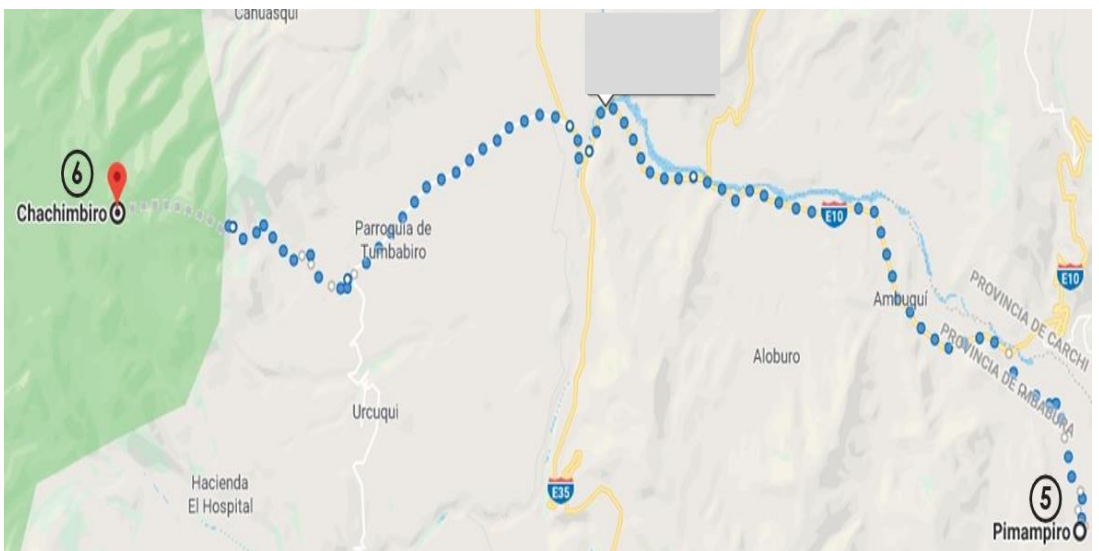 Cahuasquí
6
Chachimbiro
Parroquia de
Tumbabiro
E10
E10
Ambuquí
PROVINCIA DE CARCHI
PROVINCIA DE IMBABURA
Aloburo
Urcuqui
Hacienda
El Hospital
E35
5
Pimampiro